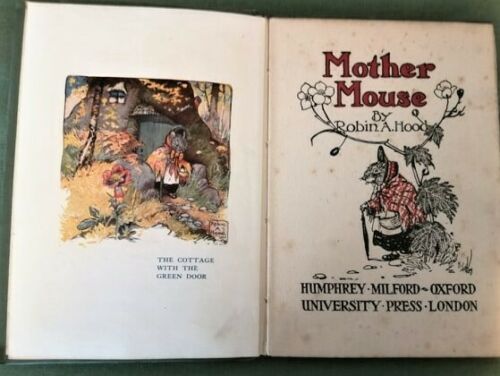 THE COTTAGE
WITH THE
GREEN DOOR
Mother
Mouse
By
Robin.A.Hood
HUMPHREY · MILFORD ~ OXFORD
UNIVERSITY · PRESS · LONDON